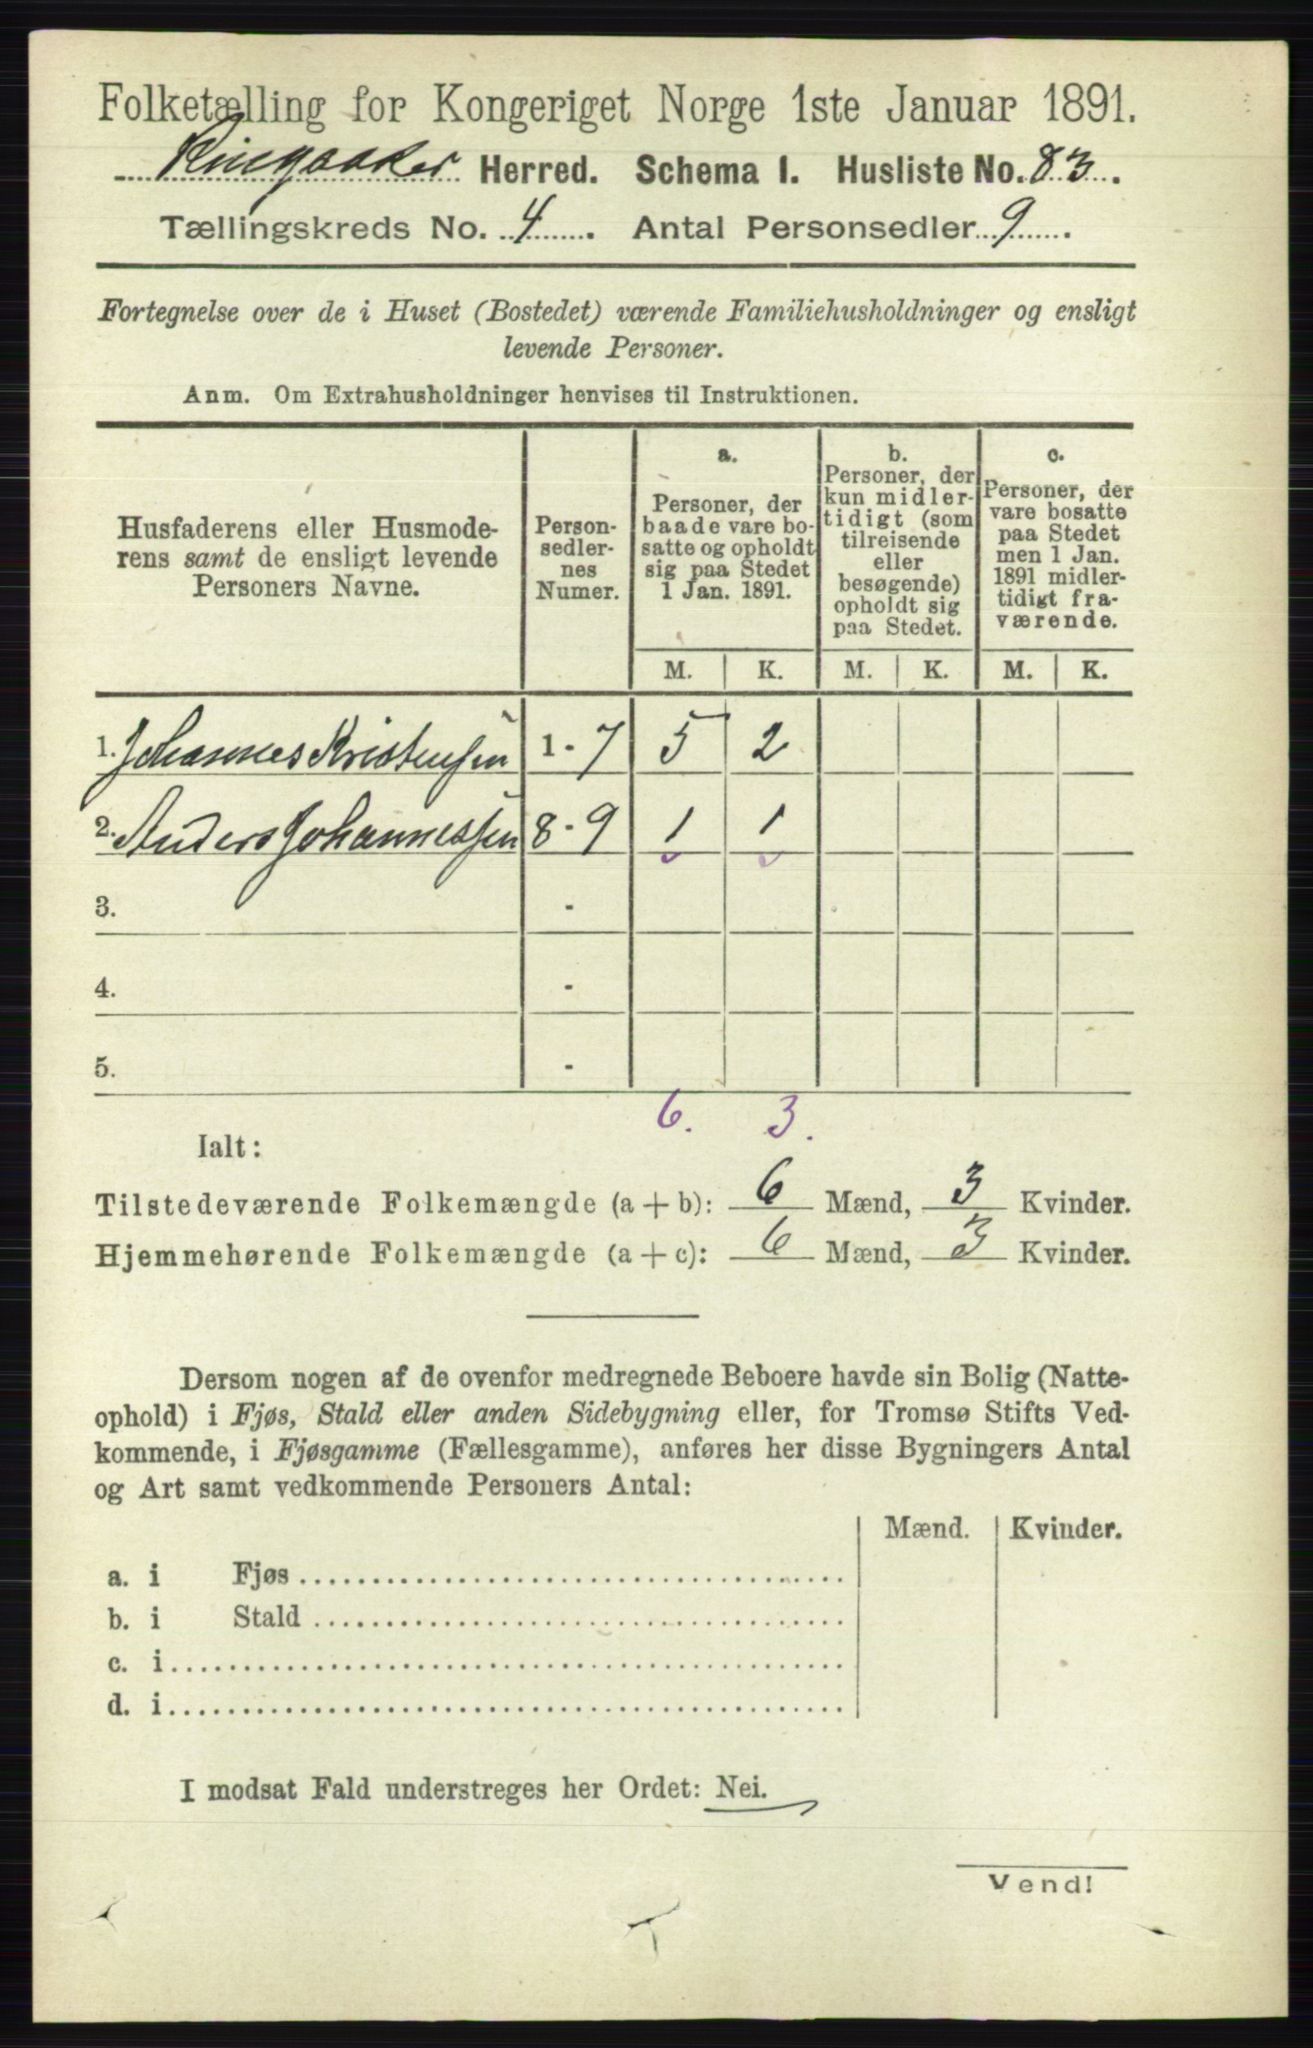 Folketælling for Kongeriget Norge 1ste Januar 1891.
Ringsaker Herred. Schema 1. Husliste No. 83.
Tællingskreds No. 4. Antal Personsedler 9.
Fortegnelse over de i Huset (Bostedet) værende Familiehusholdninger og ensligt
levende Personer.
Anm. Om Extrahusholdninger henvises til Instruktionen.
Husfaderens eller Husmode-
rens samt de ensligt levende
Personers Navne.
Person-
sedler-
nes
Numer.
a.
Personer, der
baade vare bo-
satte og opholdt
sig paa Stedet
1 Jan. 1891.
b.
Personer, der
kun midler-
tidigt (som
tilreisende
eller
besøgende)
opholdt sig
paa Stedet.
c.
Personer, der
vare bosatte
paa Stedet
men 1 Jan.
1891 midler-
tidigt fra-
værende.
M. K. M. K. M. K.
1. Johannes Kristensen 1 - 7 5 2
2. Anders Johannessen 8 - 9 1 1
3. -
4. -
5. -
6. 3.
Ialt:
Tilstedeværende Folkemængde (a + b): 6 Mænd, 3 Kvinder.
Hjemmehørende Folkemængde (a + c): 6 Mænd, 3 Kvinder.
Dersom nogen af de ovenfor medregnede Beboere havde sin Bolig (Natte-
ophold) i Fjøs, Stald eller anden Sidebygning eller, for Tromsø Stifts Ved-
kommende, i Fjøsgamme (Fællesgamme), anføres her disse Bygningers Antal
og Art samt vedkommende Personers Antal:
Mænd. Kvinder.
a. i Fjøs
b. i Stald
c. i
d. i
I modsat Fald understreges her Ordet: Nei.
Vend!